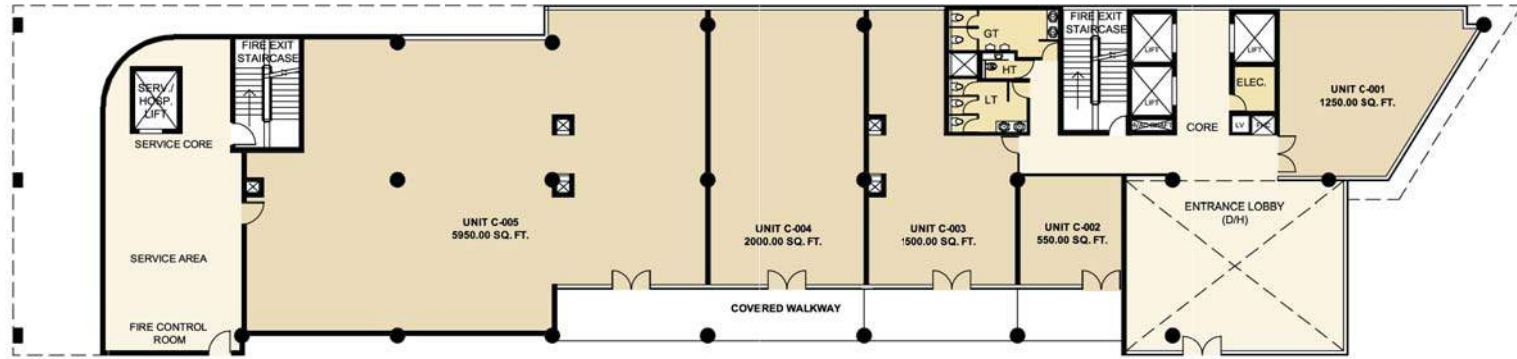 SERV./
HOSP.
LIFT
SERVICE CORE
SERVICE AREA
FIRE CONTROL
ROOM
FIRE EXIT
STAIRCASE
UNIT C-005
5950.00 SQ. FT.
UNIT C-004
2000.00 SQ. FT.
UNIT C-003
1500.00 SQ. FT.
UNIT C-002
550.00 SQ. FT.
COVERED WALKWAY
GT
HT
LT
FIRE EXIT
STAIRCASE
LIFT
LIFT
LIFT
ELEC.
LV
CORE
ENTRANCE LOBBY
(D/H)
UNIT C-001
1250.00 SQ. FT.